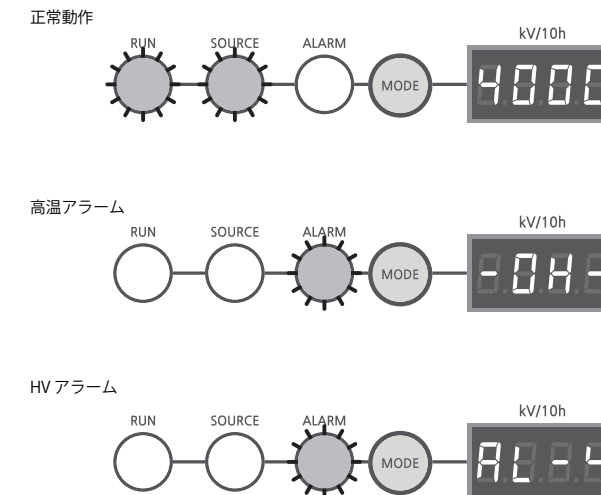 正常動作
kV/10h
RUN SOURCE ALARM
MODE 400
高温アラーム
kV/10h
RUN SOURCE ALARM
MODE -OH-
HV アラーム
kV/10h
RUN SOURCE ALARM
MODE AL-